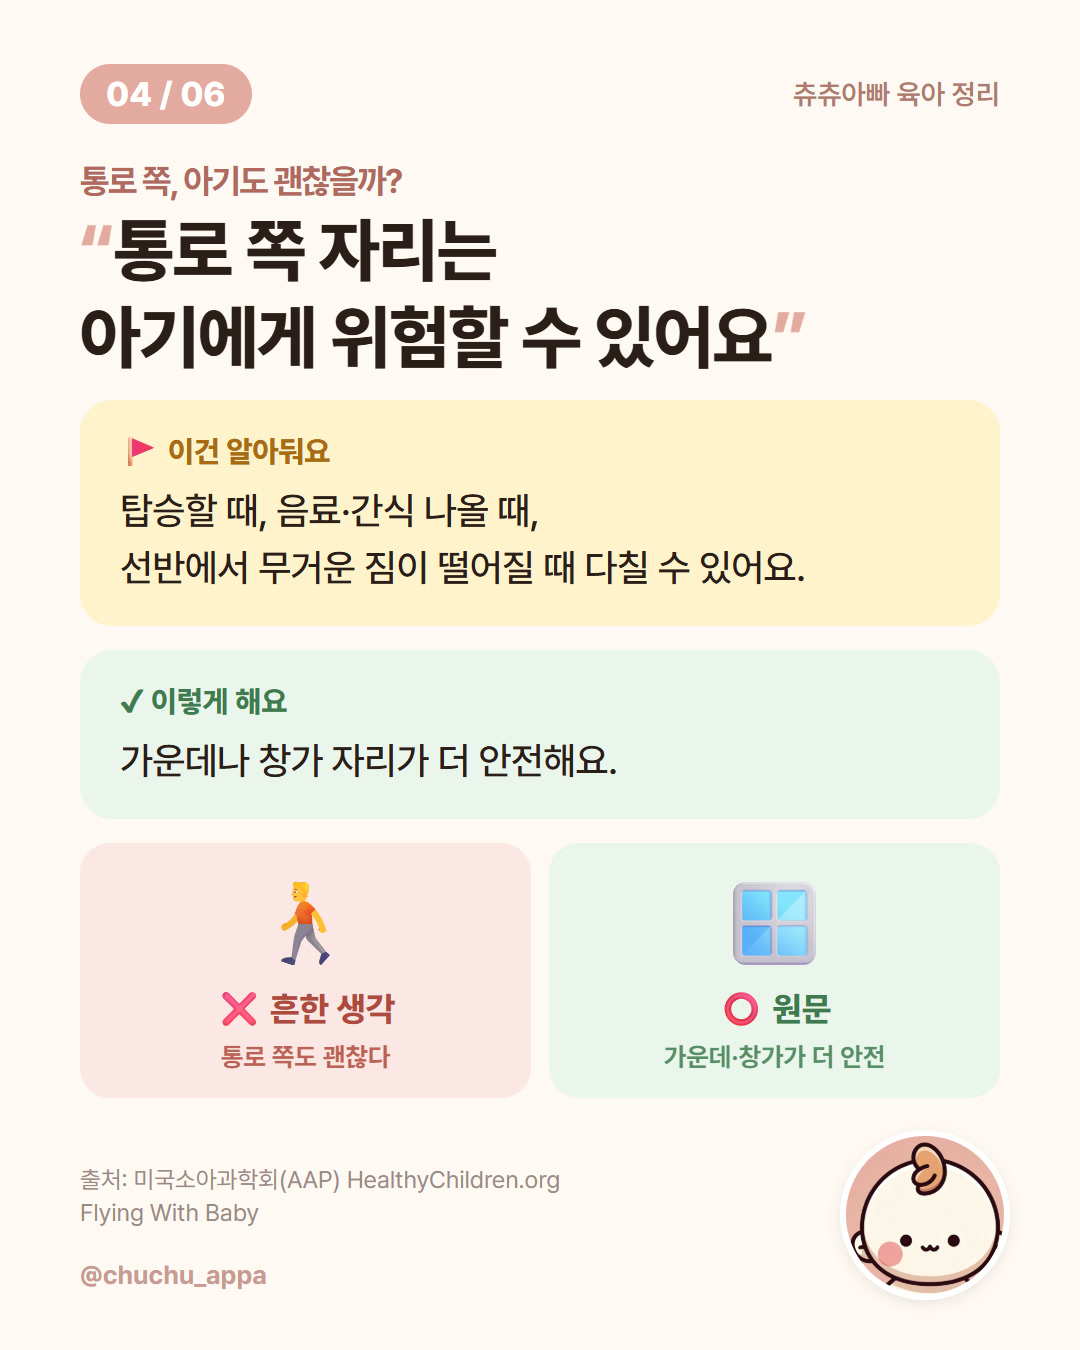 04 / 06
츄츄아빠 육아 정리
통로 쪽, 아기도 괜찮을까?
“통로 쪽 자리는
아기에게 위험할 수 있어요”
이건 알아둬요
탑승할 때, 음료·간식 나올 때,
선반에서 무거운 짐이 떨어질 때 다칠 수 있어요.
✓ 이렇게 해요
가운데나 창가 자리가 더 안전해요.
❌ 흔한 생각
통로 쪽도 괜찮다
⭕ 원문
가운데·창가가 더 안전
출처: 미국소아과학회(AAP) HealthyChildren.org
Flying With Baby
@chuchu_appa